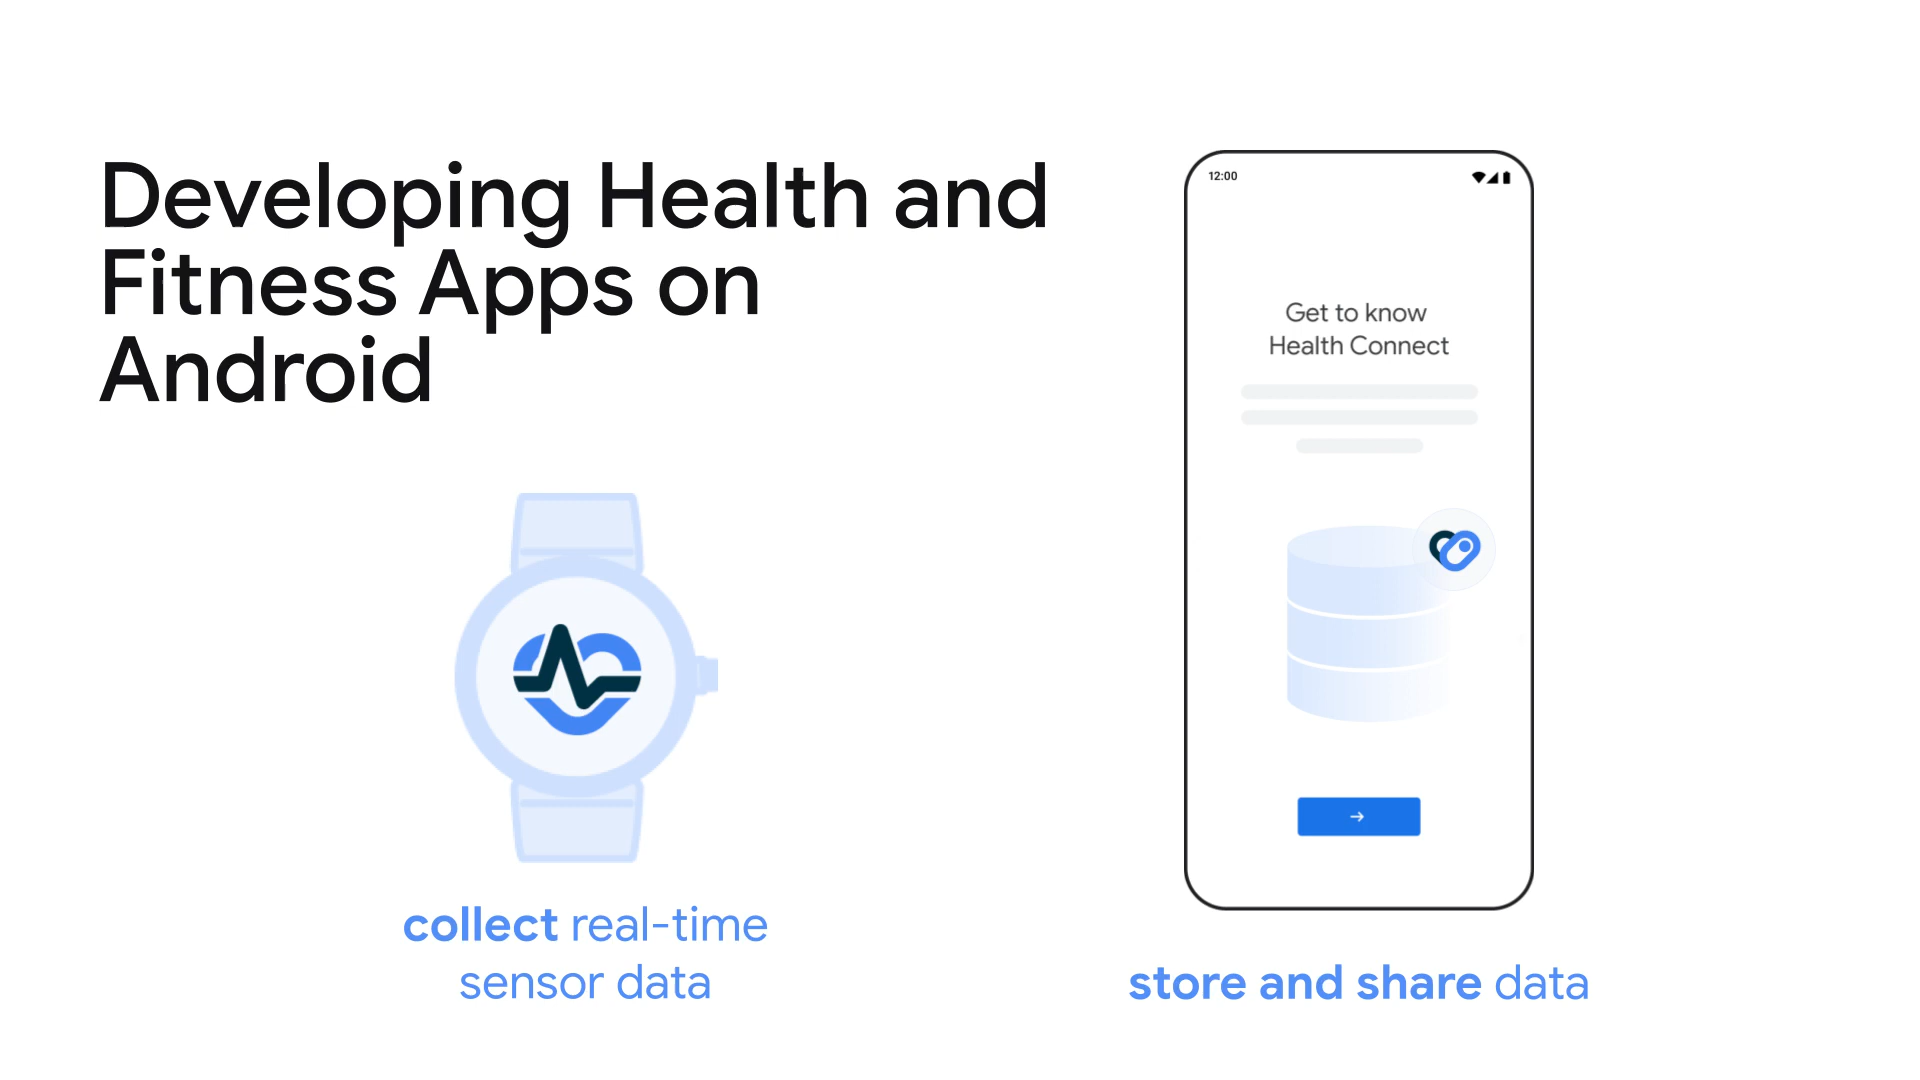 Developing Health and
Fitness Apps on
Android
12:00
Get to know
Health Connect
collect real-time
sensor data
store and share data